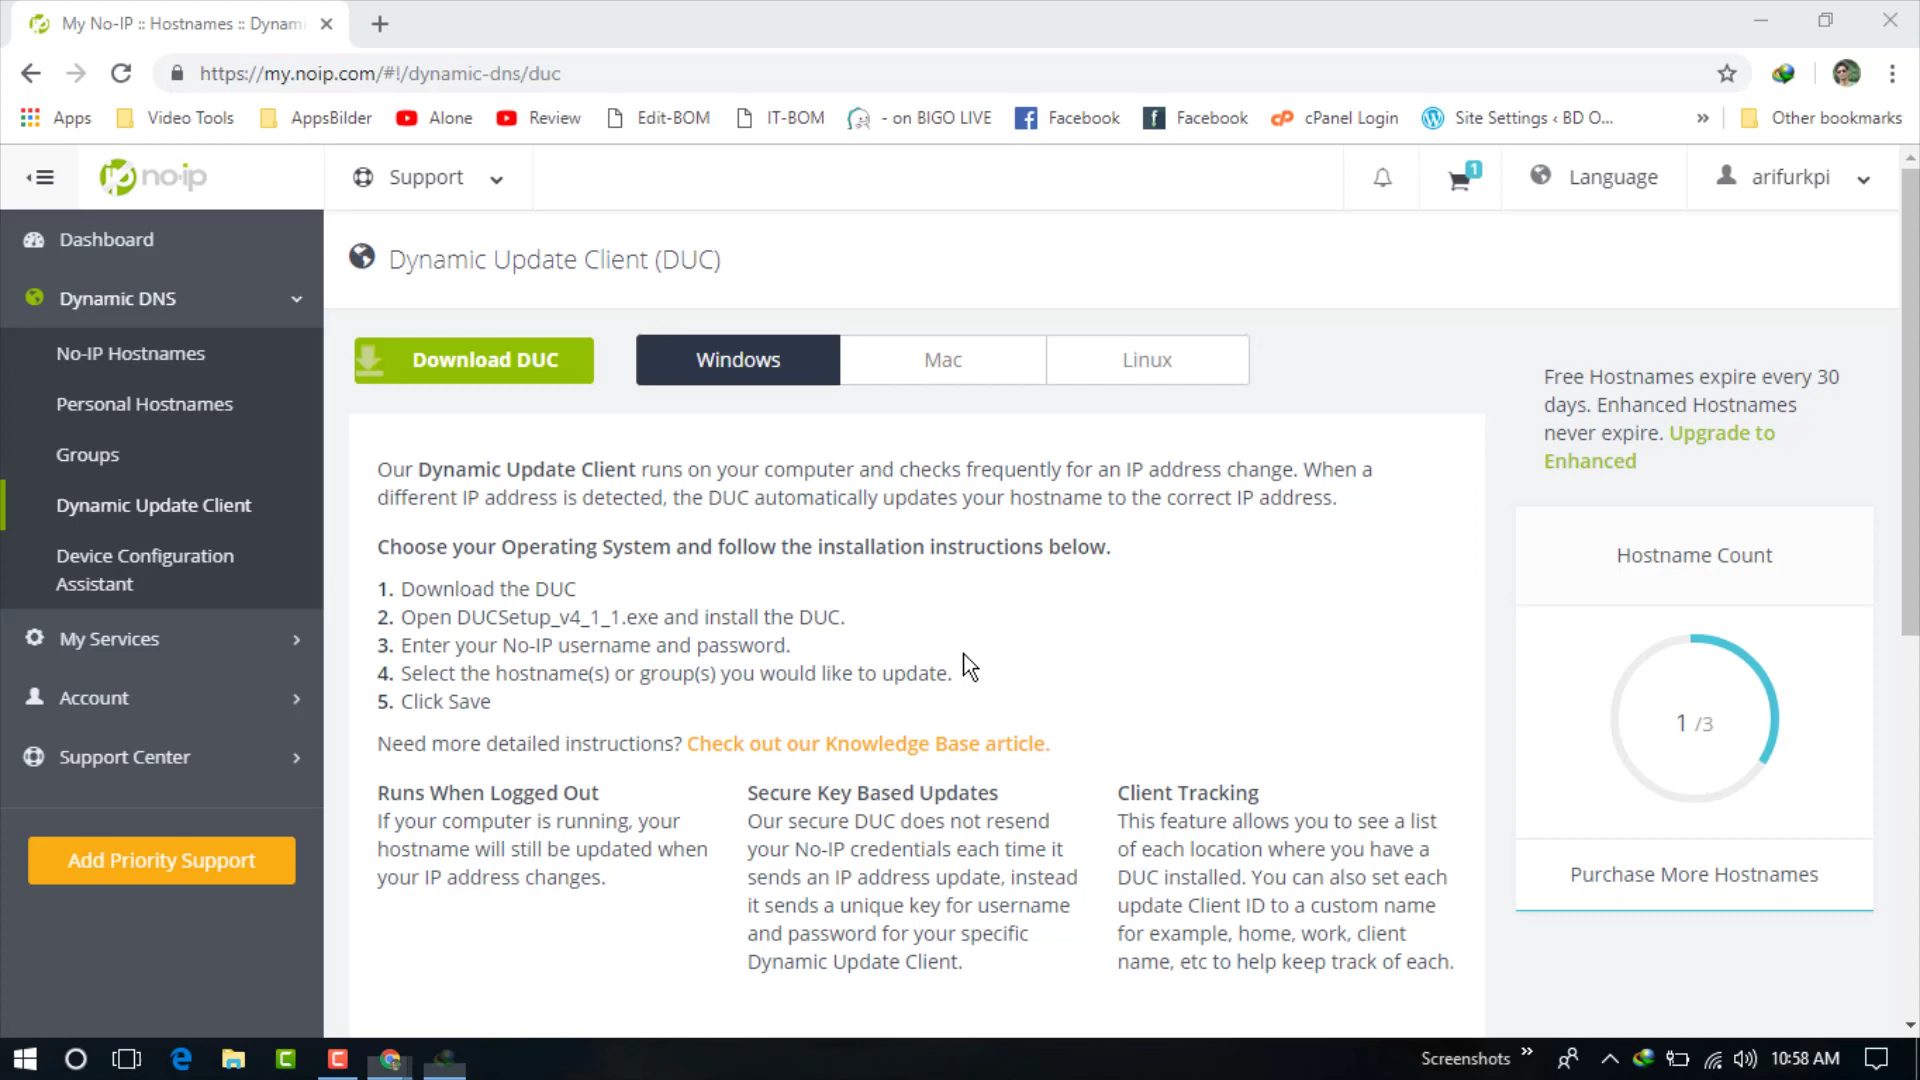 My No-IP :: Hostnames :: Dynam
https://my.noip.com/#!/dynamic-dns/duc
Apps
Video Tools
AppsBilder
Alone
Review
Edit-BOM
IT-BOM
- on BIGO LIVE
Facebook
Facebook
cPanel Login
Site Settings ‹ BD O...
»
Other bookmarks
no-ip
Support
1
Language
arifurkpi
Dashboard
Dynamic DNS
No-IP Hostnames
Personal Hostnames
Groups
Dynamic Update Client
Device Configuration
Assistant
My Services
Account
Support Center
Add Priority Support
Dynamic Update Client (DUC)
Download DUC
Windows
Mac
Linux
Our Dynamic Update Client runs on your computer and checks frequently for an IP address change. When a
different IP address is detected, the DUC automatically updates your hostname to the correct IP address.
Choose your Operating System and follow the installation instructions below.
1. Download the DUC
2. Open DUCSetup_v4_1_1.exe and install the DUC.
3. Enter your No-IP username and password.
4. Select the hostname(s) or group(s) you would like to update.
5. Click Save
Need more detailed instructions? Check out our Knowledge Base article.
Runs When Logged Out
If your computer is running, your
hostname will still be updated when
your IP address changes.
Secure Key Based Updates
Our secure DUC does not resend
your No-IP credentials each time it
sends an IP address update, instead
it sends a unique key for username
and password for your specific
Dynamic Update Client.
Client Tracking
This feature allows you to see a list
of each location where you have a
DUC installed. You can also set each
update Client ID to a custom name
for example, home, work, client
name, etc to help keep track of each.
Free Hostnames expire every 30
days. Enhanced Hostnames
never expire. Upgrade to
Enhanced
Hostname Count
1 /3
Purchase More Hostnames
Screenshots
»
10:58 AM